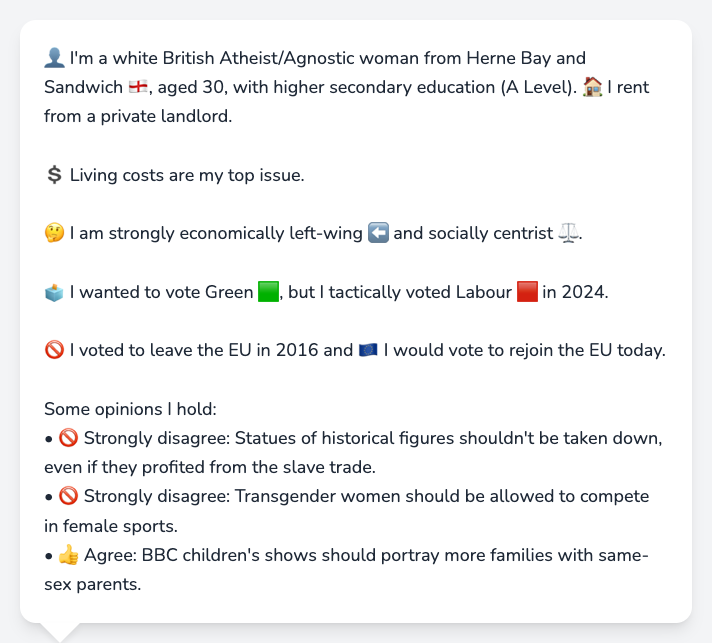 👤 I'm a white British Atheist/Agnostic woman from Herne Bay and
Sandwich 🏴󠁧󠁢󠁥󠁮󠁧󠁿, aged 30, with higher secondary education (A Level). 🏠 I rent
from a private landlord.
💲 Living costs are my top issue.
🤔 I am strongly economically left-wing ⬅️ and socially centrist ⚖️.
🗳️ I wanted to vote Green 🟩, but I tactically voted Labour 🟥 in 2024.
🚫 I voted to leave the EU in 2016 and 🇪🇺 I would vote to rejoin the EU today.
Some opinions I hold:
• 🚫 Strongly disagree: Statues of historical figures shouldn't be taken down,
even if they profited from the slave trade.
• 🚫 Strongly disagree: Transgender women should be allowed to compete
in female sports.
• 👍 Agree: BBC children's shows should portray more families with same-
sex parents.